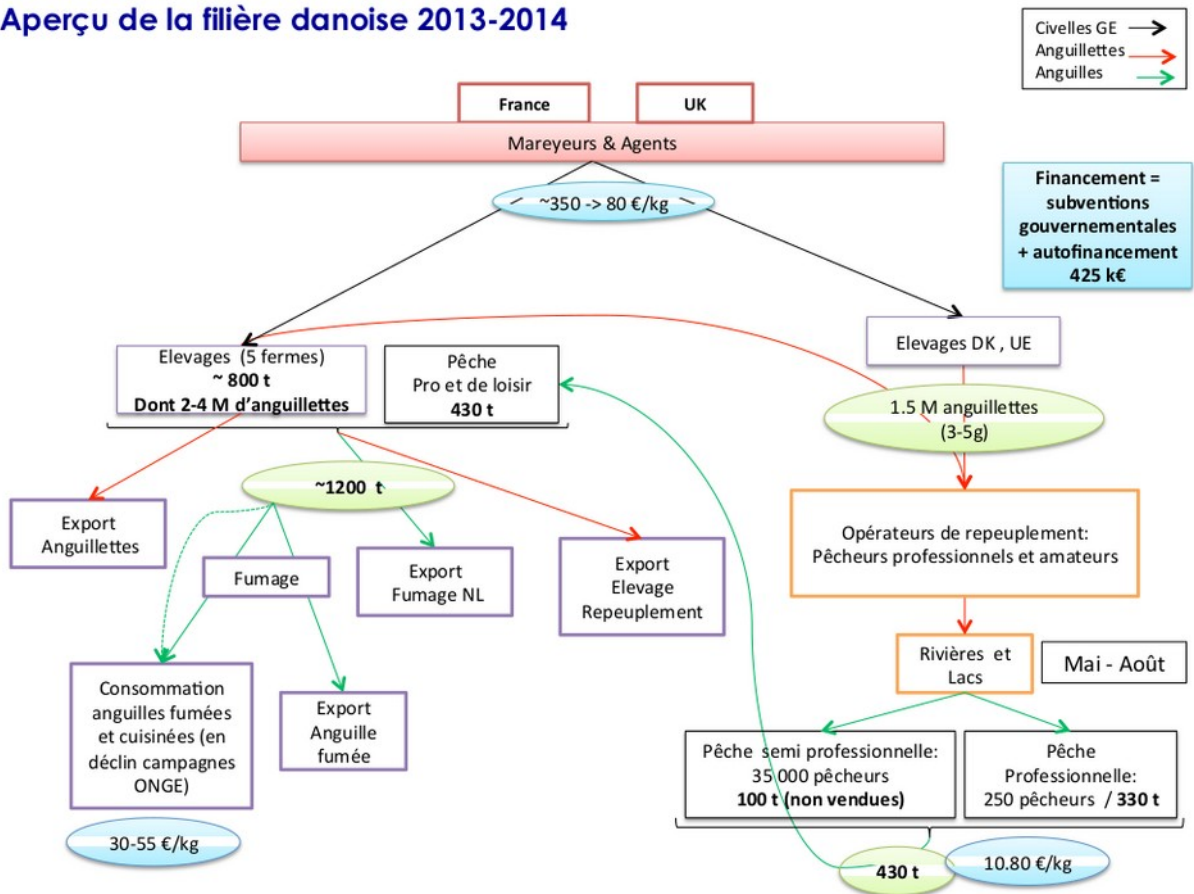 Aperçu de la filière danoise 2013-2014
Civelles GE
Anguillettes
Anguilles
France
UK
Mareyeurs & Agents
~350 -> 80 €/kg
Financement =
subventions
gouvernementales
+ autofinancement
425 k€
Elevages (5 fermes)
~ 800 t
Dont 2-4 M d'anguillettes
Pêche
Pro et de loisir
430 t
Elevages DK , UE
1.5 M anguillettes
(3-5g)
~1200 t
Export
Anguillettes
Fumage
Export
Fumage NL
Export
Elevage
Repeuplement
Opérateurs de repeuplement:
Pêcheurs professionnels et amateurs
Rivières et
Lacs
Mai - Août
Consommation
anguilles fumées
et cuisinées (en
déclin campagnes
ONGE)
Export
Anguille
fumée
Pêche semi professionnelle:
35 000 pêcheurs
100 t (non vendues)
Pêche
Professionnelle:
250 pêcheurs / 330 t
30-55 €/kg
430 t
10.80 €/kg